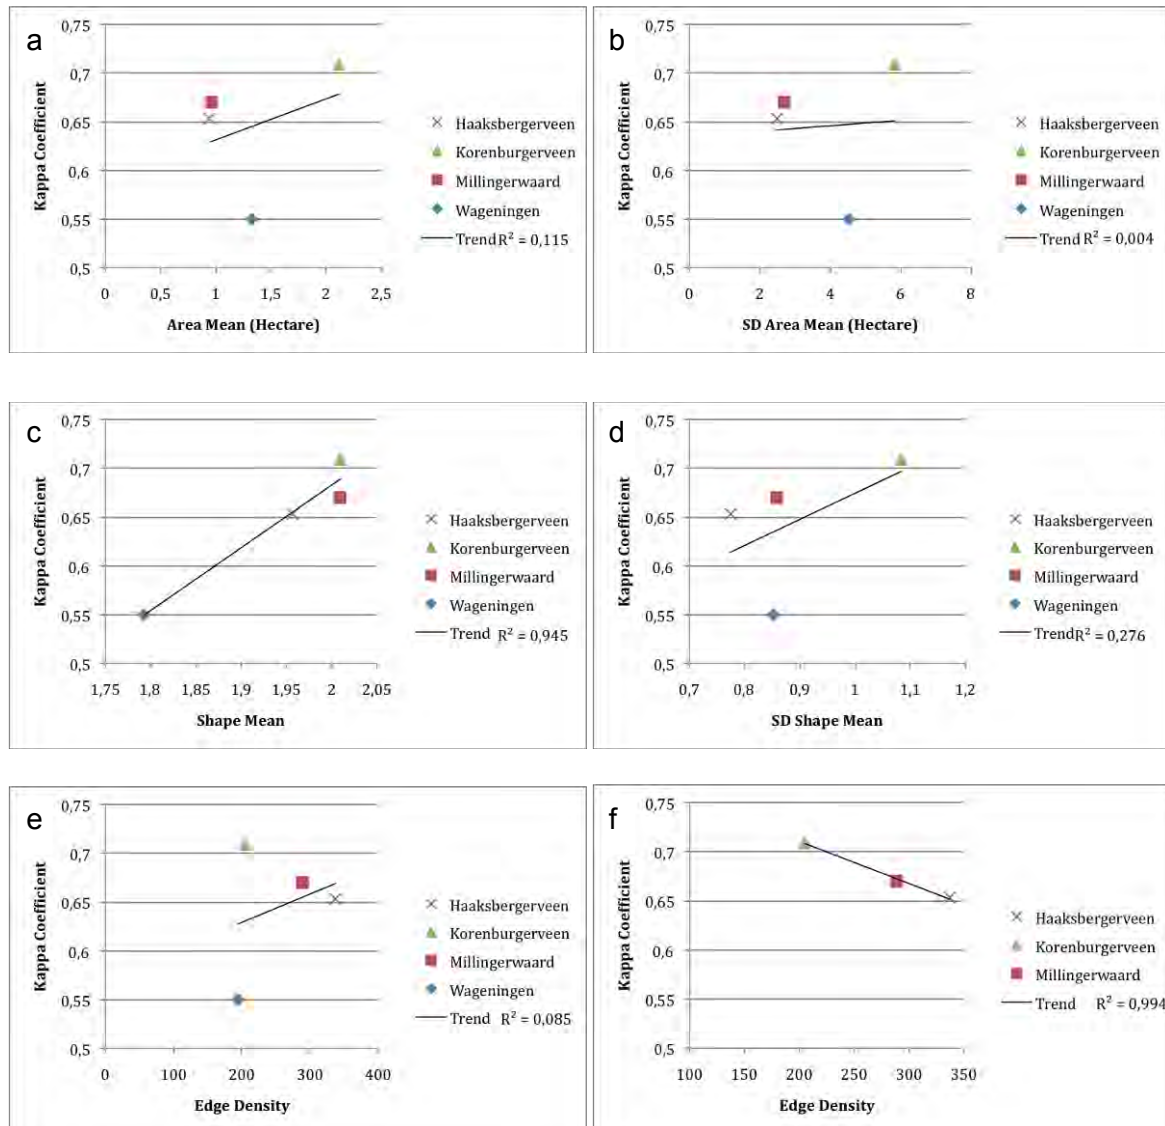 a
0,75
0,7
0,65
0,6
0,55
0,5
0 0,5 1 1,5 2 2,5
Kappa Coefficient
Area Mean (Hectare)
Haaksbergerveen
Korenburgerveen
Millingerwaard
Wageningen
Trend R² = 0,115
b
0,75
0,7
0,65
0,6
0,55
0,5
0 2 4 6 8
Kappa Coefficient
SD Area Mean (Hectare)
Haaksbergerveen
Korenburgerveen
Millingerwaard
Wageningen
Trend R² = 0,004
c
0,75
0,7
0,65
0,6
0,55
0,5
1,75 1,8 1,85 1,9 1,95 2 2,05
Kappa Coefficient
Shape Mean
Haaksbergerveen
Korenburgerveen
Millingerwaard
Wageningen
Trend R² = 0,945
d
0,75
0,7
0,65
0,6
0,55
0,5
0,7 0,8 0,9 1 1,1 1,2
Kappa Coefficient
SD Shape Mean
Haaksbergerveen
Korenburgerveen
Millingerwaard
Wageningen
Trend R² = 0,276
e
0,75
0,7
0,65
0,6
0,55
0,5
0 100 200 300 400
Kappa Coefficient
Edge Density
Haaksbergerveen
Korenburgerveen
Millingerwaard
Wageningen
Trend R² = 0,085
f
0,75
0,7
0,65
0,6
0,55
0,5
100 150 200 250 300 350
Kappa Coefficient
Edge Density
Haaksbergerveen
Korenburgerveen
Millingerwaard
Trend R² = 0,994